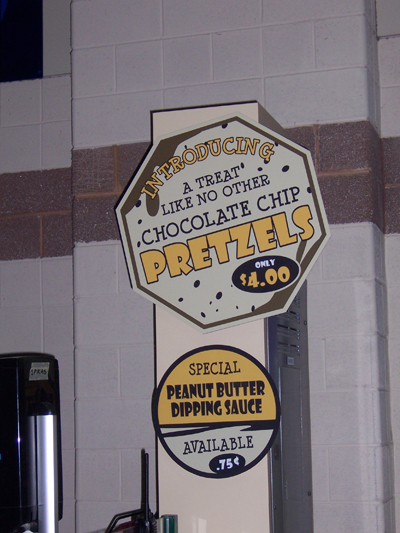 INTRODUCING
A TREAT
LIKE NO OTHER
CHOCOLATE CHIP
PRETZELS
ONLY
$4.00
SPECIAL
PEANUT BUTTER
DIPPING SAUCE
AVAILABLE
.75¢